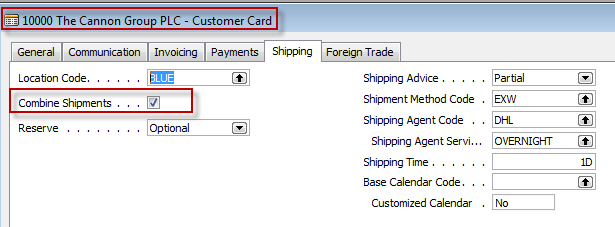 10000 The Cannon Group PLC - Customer Card
General Communication Invoicing Payments Shipping Foreign Trade
Location Code. . . . . . BLUE
Combine Shipments . . . .
Reserve . . . . . . . . Optional
Shipping Advice . . . . Partial
Shipment Method Code . EXW
Shipping Agent Code . . DHL
Shipping Agent Servi... OVERNIGHT
Shipping Time . . . . . . 1D
Base Calendar Code. . .
Customized Calendar . No